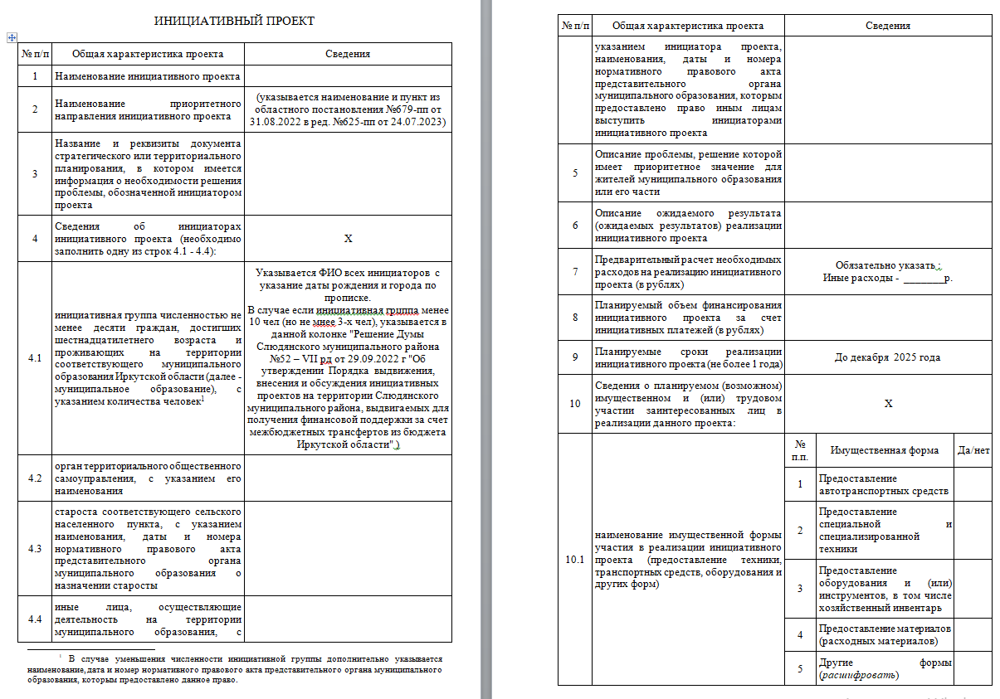 ИНИЦИАТИВНЫЙ ПРОЕКТ
№ п/п Общая характеристика проекта Сведения
1 Наименование инициативного проекта
2 Наименование приоритетного
направления инициативного проекта
(указывается наименование и пункт из
областного постановления №679-пп от
31.08.2022 в ред. №625-пп от 24.07.2023)
3
Название и реквизиты документа
стратегического или территориального
планирования, в котором имеется
информация о необходимости решения
проблемы, обозначенной инициатором
проекта
4
Сведения об инициаторах
инициативного проекта (необходимо
заполнить одну из строк 4.1 - 4.4):
X
4.1
инициативная группа численностью не
менее десяти граждан, достигших
шестнадцатилетнего возраста и
проживающих на территории
соответствующего муниципального
образования Иркутской области (далее -
муниципальное образование), с
указанием количества человек1
Указывается ФИО всех инициаторов с
указание даты рождения и города по
прописке.
В случае если инициативная группа менее
10 чел (но не мнее 3-х чел), указывается в
данной колонке "Решение Думы
Слюдянского муниципального района
№52 – VII рд от 29.09.2022 г "Об
утверждении Порядка выдвижения,
внесения и обсуждения инициативных
проектов на территории Слюдянского
муниципального района, выдвигаемых для
получения финансовой поддержки за счет
межбюджетных трансфертов из бюджета
Иркутской области".)
4.2
орган территориального общественного
самоуправления, с указанием его
наименования
4.3
староста соответствующего сельского
населенного пункта, с указанием
наименования, даты и номера
нормативного правового акта
представительного органа
муниципального образования о
назначении старосты
4.4
иные лица, осуществляющие
деятельность на территории
муниципального образования, с
1 В случае уменьшения численности инициативной группы дополнительно указывается
наименование, дата и номер нормативного правового акта представительного органа муниципального
образования, которым предоставлено данное право.
№ п/п Общая характеристика проекта Сведения
указанием инициатора проекта,
наименования, даты и номера
нормативного правового акта
представительного органа
муниципального образования, которым
предоставлено право иным лицам
выступить инициаторами
инициативного проекта
5
Описание проблемы, решение которой
имеет приоритетное значение для
жителей муниципального образования
или его части
6
Описание ожидаемого результата
(ожидаемых результатов) реализации
инициативного проекта
7
Предварительный расчет необходимых
расходов на реализацию инициативного
проекта (в рублях)
Обязательно указать :
Иные расходы - _______р.
8
Планируемый объем финансирования
инициативного проекта за счет
инициативных платежей (в рублях)
9
Планируемые сроки реализации
инициативного проекта (не более 1 года)
До декабря 2025 года
10
Сведения о планируемом (возможном)
имущественном и (или) трудовом
участии заинтересованных лиц в
реализации данного проекта:
X
10.1
наименование имущественной формы
участия в реализации инициативного
проекта (предоставление техники,
транспортных средств, оборудования и
других форм)
№
п.п.
Имущественная форма Да/нет
1
Предоставление
автотранспортных средств
2
Предоставление
специальной и
специализированной
техники
3
Предоставление
оборудования и (или)
инструментов, в том числе
хозяйственный инвентарь
4
Предоставление материалов
(расходных материалов)
5
Другие формы
(расшифровать)